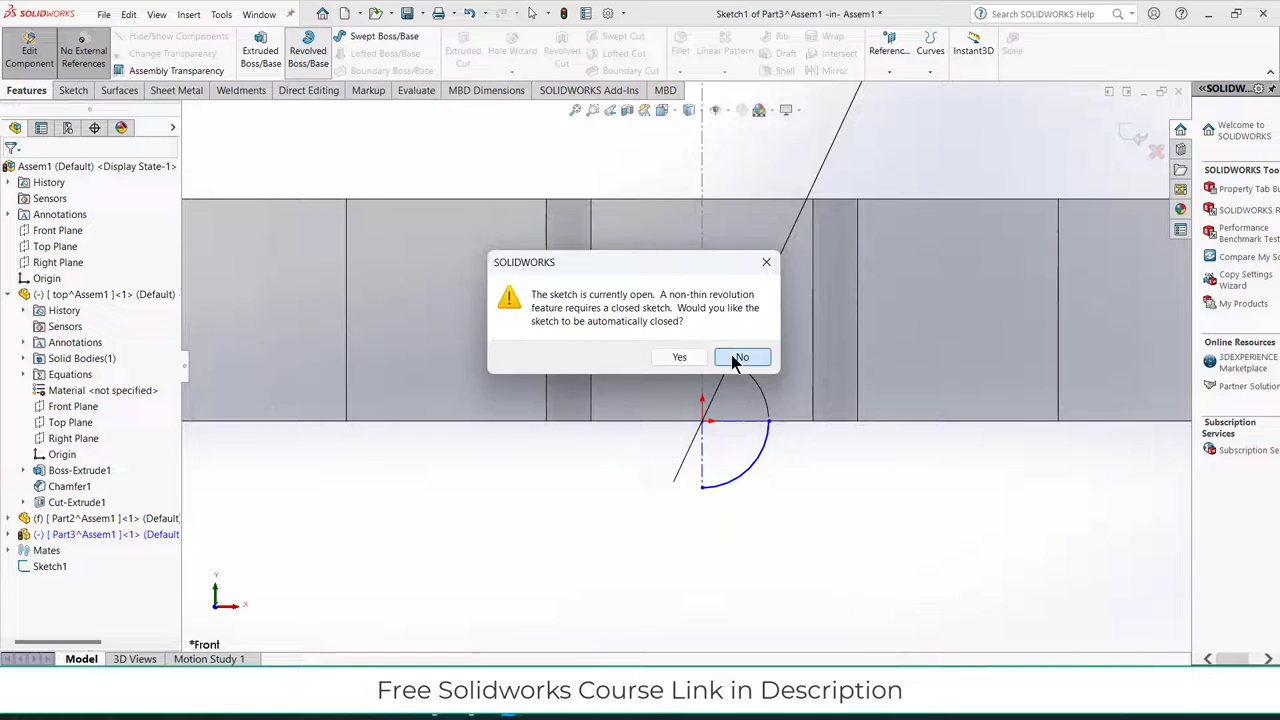 SOLIDWORKS
File Edit View Insert Tools Window
Sketch1 of Part3^Assem1 -in- Assem1 *
Search SOLIDWORKS Help
Edit Component
No External References
Hide/Show Components
Change Transparency
Assembly Transparency
Extruded Boss/Base
Revolved Boss/Base
Swept Boss/Base
Lofted Boss/Base
Boundary Boss/Base
Extruded Cut
Hole Wizard
Revolved Cut
Swept Cut
Lofted Cut
Boundary Cut
Fillet
Linear Pattern
Rib
Draft
Shell
Wrap
Intersect
Mirror
Referenc...
Curves
Instant3D
Scale
Features Sketch Surfaces Sheet Metal Weldments Direct Editing Markup Evaluate MBD Dimensions SOLIDWORKS Add-Ins MBD
Assem1 (Default) <Display State-1>
History
Sensors
Annotations
Front Plane
Top Plane
Right Plane
Origin
(-) [ top^Assem1 ]<1> (Default)
History
Sensors
Annotations
Solid Bodies(1)
Equations
Material <not specified>
Front Plane
Top Plane
Right Plane
Origin
Boss-Extrude1
Chamfer1
Cut-Extrude1
(f) [ Part2^Assem1 ]<1> (Default
(-) [ Part3^Assem1 ]<1> (Default
Mates
Sketch1
SOLIDWORKS
The sketch is currently open. A non-thin revolution
feature requires a closed sketch. Would you like the
sketch to be automatically closed?
Yes No
Y
X
*Front
Model 3D Views Motion Study 1
SOLIDW...
Welcome to
SOLIDWORKS
SOLIDWORKS Too
Property Tab Bu
SOLIDWORKS R
Performance
Benchmark Test
Compare My Sc
Copy Settings
Wizard
My Products
Online Resources
3DEXPERIENCE
Marketplace
Partner Solution
Subscription
Services
Subscription Se
Free Solidworks Course Link in Description